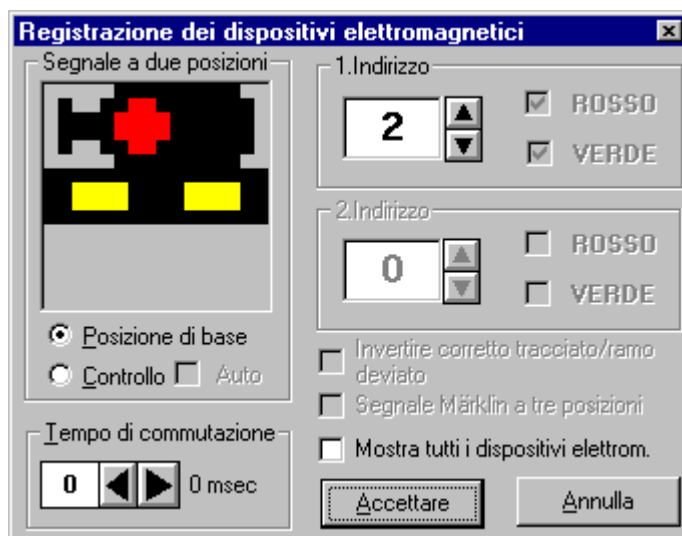 Registrazione dei dispositivi elettromagnetici
Segnale a due posizioni
Posizione di base
Controllo
Auto
Tempo di commutazione
0
0 msec
1.Indirizzo
2
ROSSO
VERDE
2.Indirizzo
0
ROSSO
VERDE
Invertire corretto tracciato/ramo
deviato
Segnale Märklin a tre posizioni
Mostra tutti i dispositivi elettrom.
Accettare
Annulla